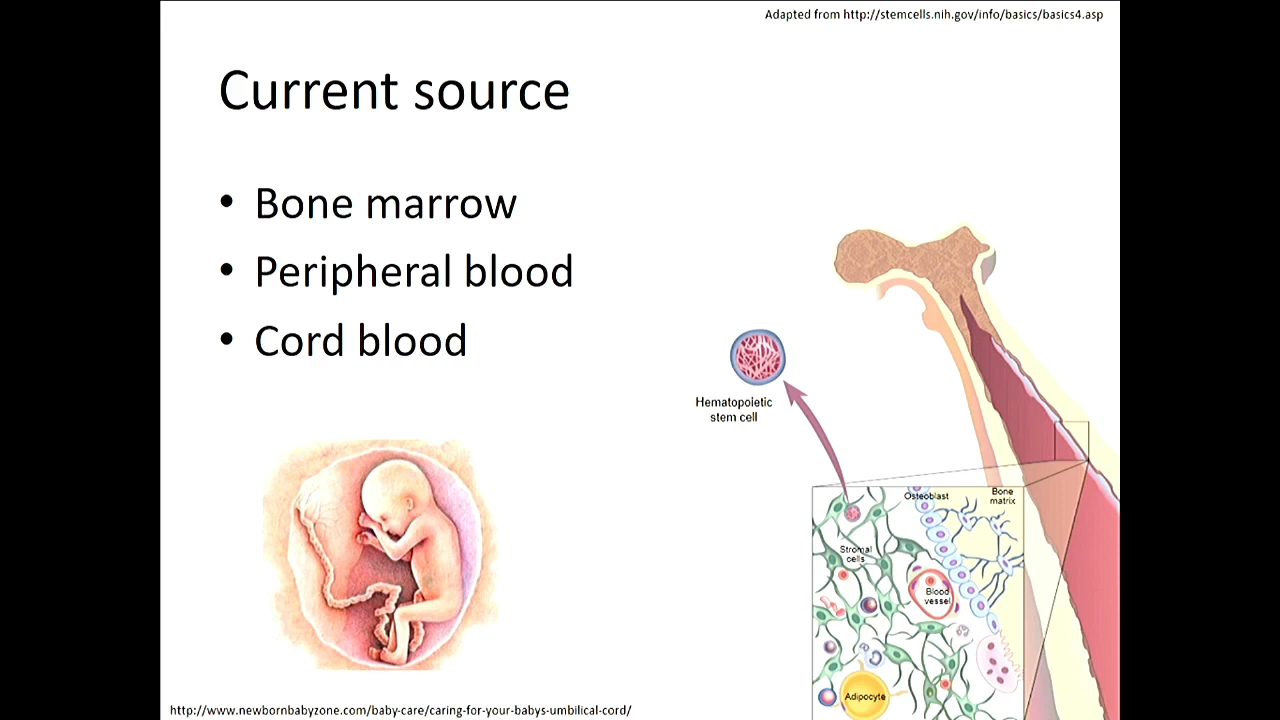 Adapted from http://stemcells.nih.gov/info/basics/basics4.asp
Current source
• Bone marrow
• Peripheral blood
• Cord blood
Hematopoietic
stem cell
Osteoblast
Bone
matrix
Stromal
cells
Blood
vessel
Adipocyte
http://www.newbornbabyzone.com/baby-care/caring-for-your-babys-umbilical-cord/